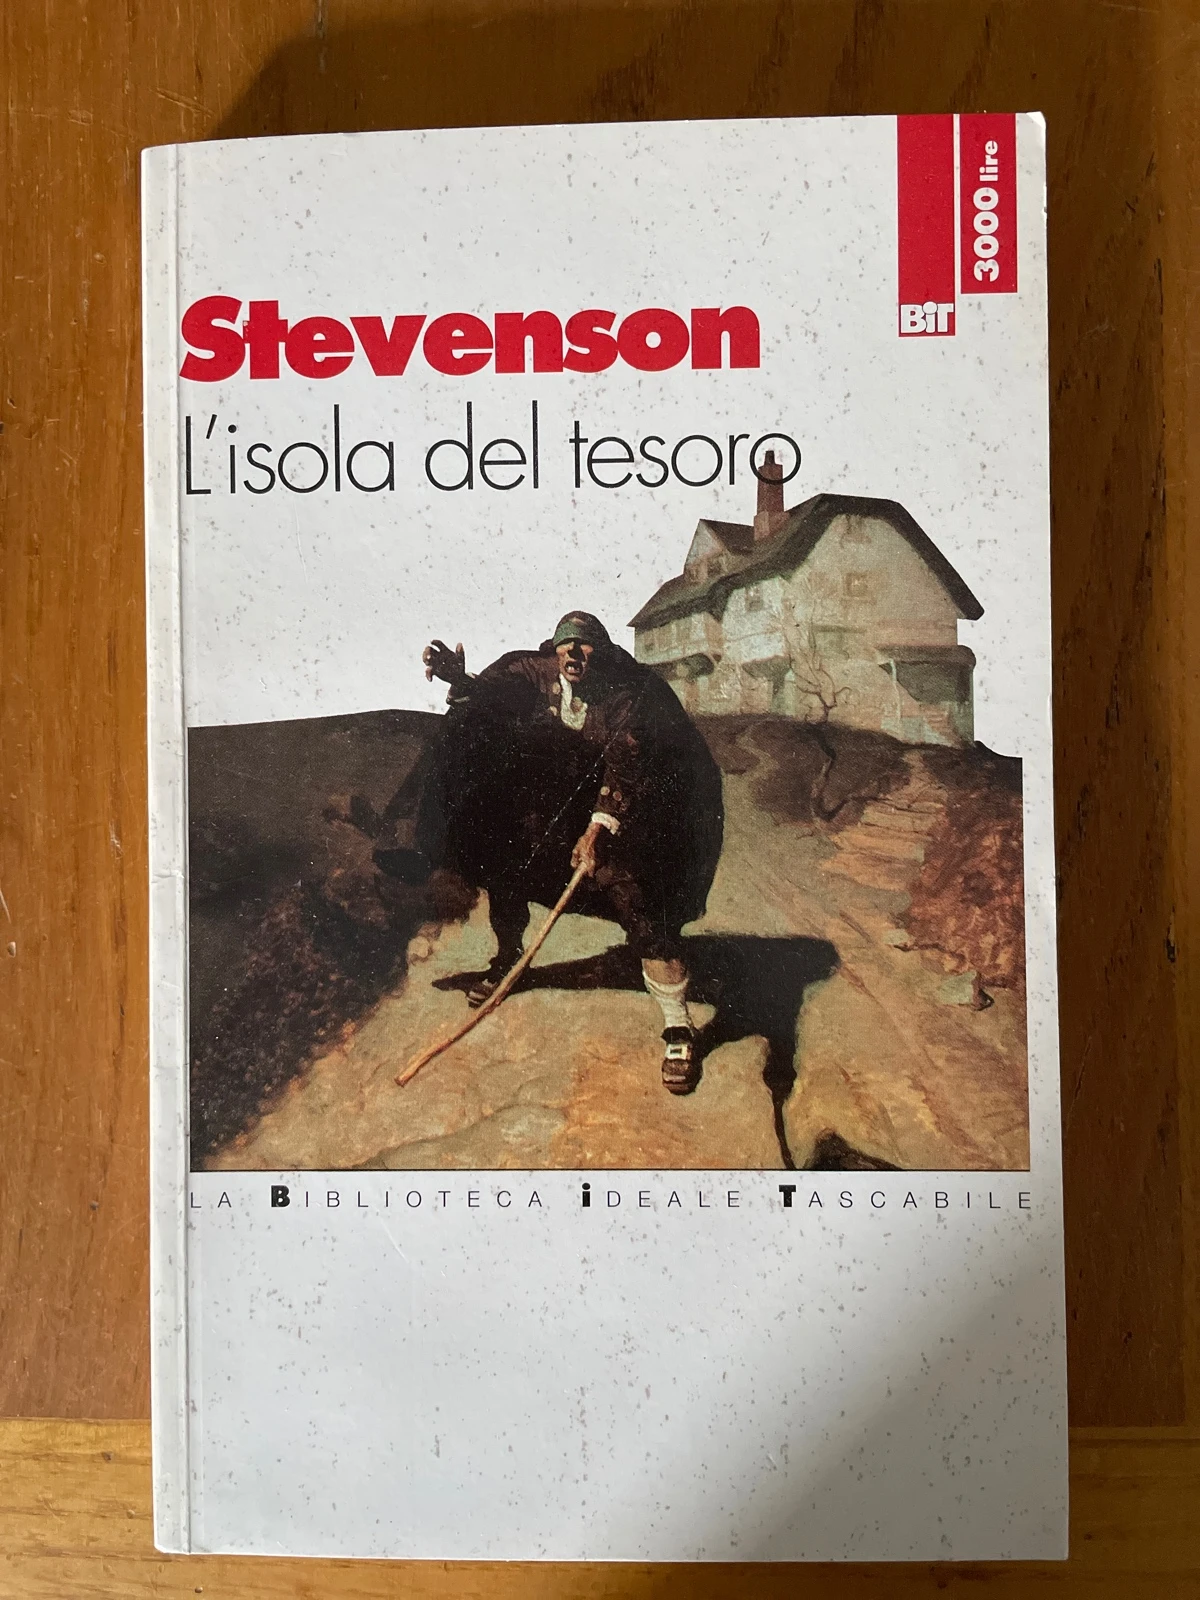 3000 lire
BiT
Stevenson
L'isola del tesoro
LA BIBLIOTECA iDEALE TASCABILE